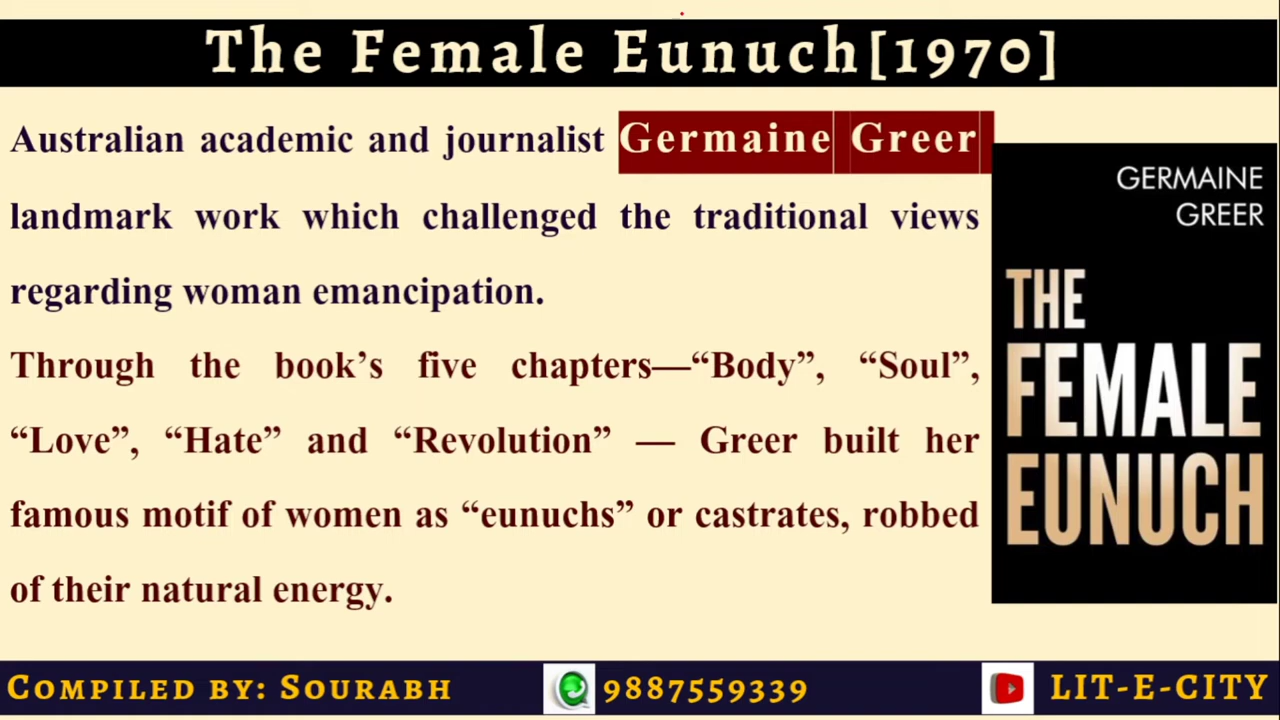 The Female Eunuch[1970]
Australian academic and journalist Germaine Greer
landmark work which challenged the traditional views
regarding woman emancipation.
Through the book’s five chapters—“Body”, “Soul”,
“Love”, “Hate” and “Revolution” — Greer built her
famous motif of women as “eunuchs” or castrates, robbed
of their natural energy.
GERMAINE
GREER
THE
FEMALE
EUNUCH
Compiled by: Sourabh
9887559339
LIT-E-CITY